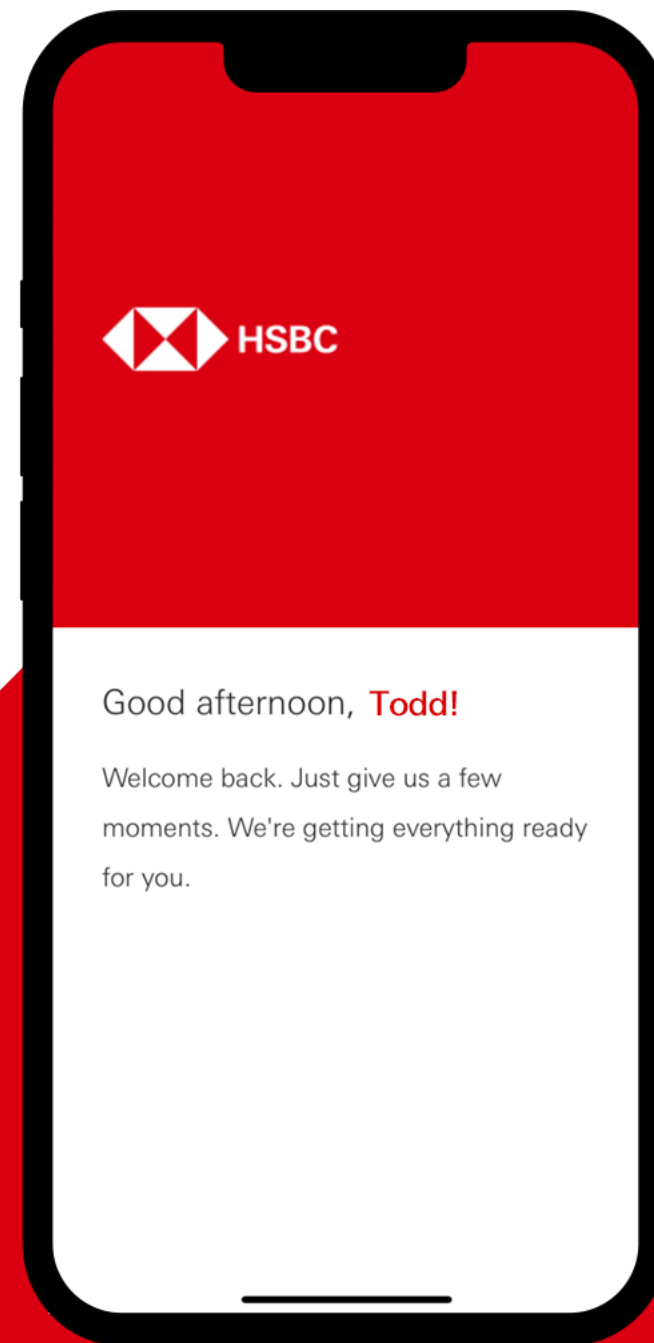 HSBC
Good afternoon, Todd!
Welcome back. Just give us a few
moments. We're getting everything ready
for you.